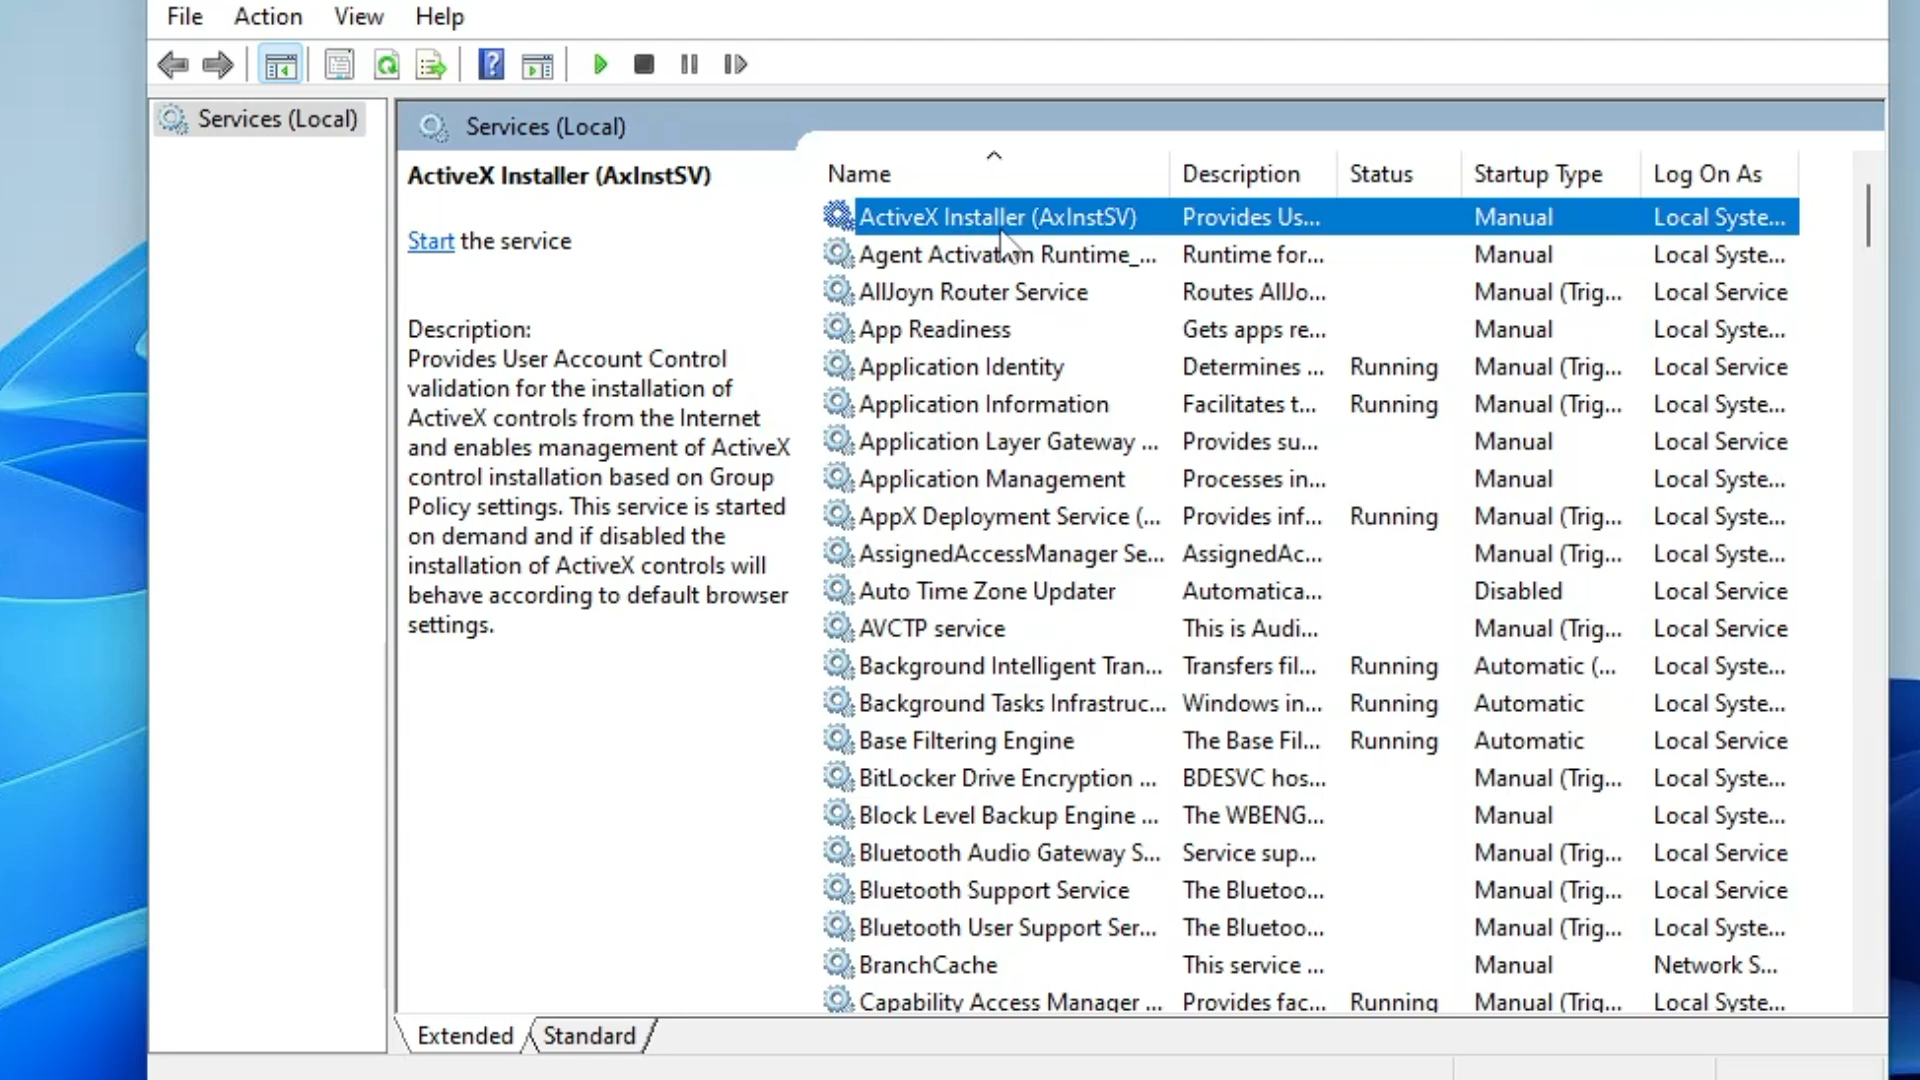 File Action View Help
Services (Local)
Services (Local)
ActiveX Installer (AxInstSV)
Start the service
Description:
Provides User Account Control
validation for the installation of
ActiveX controls from the Internet
and enables management of ActiveX
control installation based on Group
Policy settings. This service is started
on demand and if disabled the
installation of ActiveX controls will
behave according to default browser
settings.
Name Description Status Startup Type Log On As
ActiveX Installer (AxInstSV) Provides Us... Manual Local Syste...
Agent Activation Runtime_... Runtime for... Manual Local Syste...
AllJoyn Router Service Routes AllJo... Manual (Trig... Local Service
App Readiness Gets apps re... Manual Local Syste...
Application Identity Determines ... Running Manual (Trig... Local Service
Application Information Facilitates t... Running Manual (Trig... Local Syste...
Application Layer Gateway ... Provides su... Manual Local Service
Application Management Processes in... Manual Local Syste...
AppX Deployment Service (... Provides inf... Running Manual (Trig... Local Syste...
AssignedAccessManager Se... AssignedAc... Manual (Trig... Local Syste...
Auto Time Zone Updater Automatica... Disabled Local Service
AVCTP service This is Audi... Manual (Trig... Local Service
Background Intelligent Tran... Transfers fil... Running Automatic (... Local Syste...
Background Tasks Infrastruc... Windows in... Running Automatic Local Syste...
Base Filtering Engine The Base Fil... Running Automatic Local Service
BitLocker Drive Encryption ... BDESVC hos... Manual (Trig... Local Syste...
Block Level Backup Engine ... The WBENG... Manual Local Syste...
Bluetooth Audio Gateway S... Service sup... Manual (Trig... Local Service
Bluetooth Support Service The Bluetoo... Manual (Trig... Local Service
Bluetooth User Support Ser... The Bluetoo... Manual (Trig... Local Syste...
BranchCache This service ... Manual Network S...
Capability Access Manager ... Provides fac... Running Manual (Trig... Local Syste...
Extended Standard